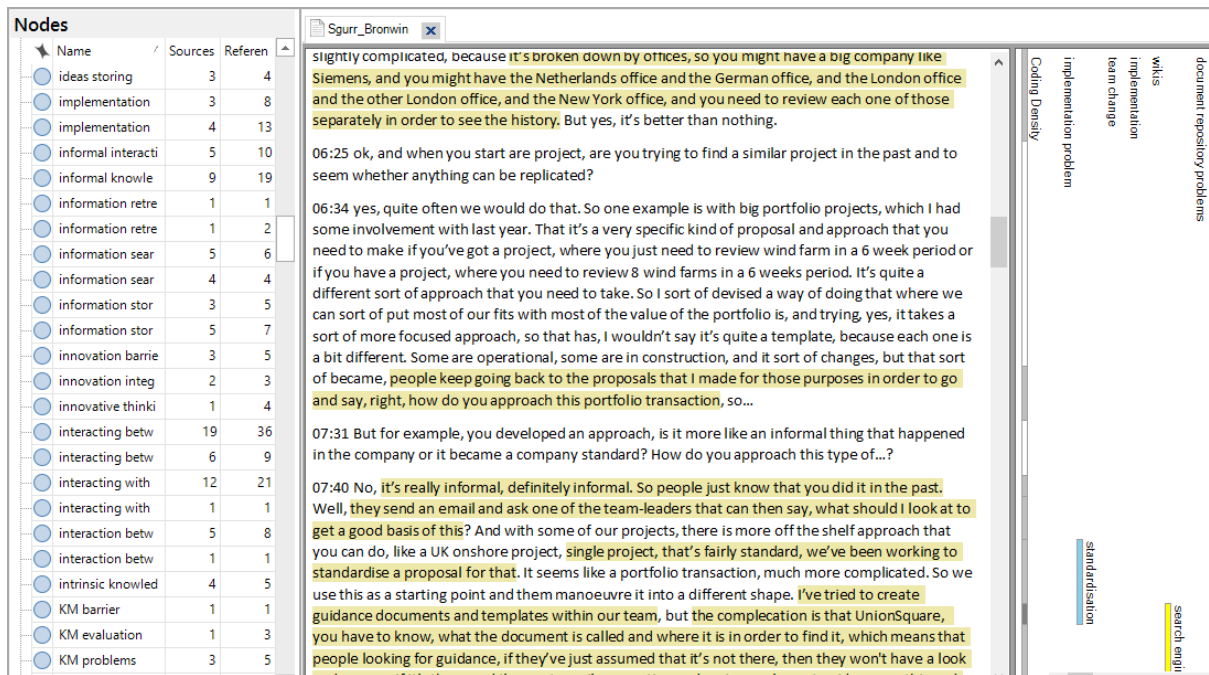 Nodes
Name Sources Referen
ideas storing 3 4
implementation 3 8
implementation 4 13
informal interacti 5 10
informal knowle 9 19
information retre 1 1
information retre 1 2
information sear 5 6
information sear 4 4
information stor 3 5
information stor 5 7
innovation barrie 3 5
innovation integ 2 3
innovative thinki 1 4
interacting betw 19 36
interacting betw 6 9
interacting with 12 21
interacting with 1 1
interaction betw 5 8
interaction betw 1 1
intrinsic knowled 4 5
KM barrier 1 1
KM evaluation 1 3
KM problems 3 5
Sgurr_Bronwin
slightly complicated, because it's broken down by offices, so you might have a big company like
Siemens, and you might have the Netherlands office and the German office, and the London office
and the other London office, and the New York office, and you need to review each one of those
separately in order to see the history. But yes, it's better than nothing.
06:25 ok, and when you start are project, are you trying to find a similar project in the past and to
seem whether anything can be replicated?
06:34 yes, quite often we would do that. So one example is with big portfolio projects, which I had
some involvement with last year. That it's a very specific kind of proposal and approach that you
need to make if you've got a project, where you just need to review wind farm in a 6 week period or
if you have a project, where you need to review 8 wind farms in a 6 weeks period. It's quite a
different sort of approach that you need to take. So I sort of devised a way of doing that where we
can sort of put most of our fits with most of the value of the portfolio is, and trying, yes, it takes a
sort of more focused approach, so that has, I wouldn't say it's quite a template, because each one is
a bit different. Some are operational, some are in construction, and it sort of changes, but that sort
of became, people keep going back to the proposals that I made for those purposes in order to go
and say, right, how do you approach this portfolio transaction, so...
07:31 But for example, you developed an approach, is it more like an informal thing that happened
in the company or it became a company standard? How do you approach this type of...?
07:40 No, it's really informal, definitely informal. So people just know that you did it in the past.
Well, they send an email and ask one of the team-leaders that can then say, what should I look at to
get a good basis of this? And with some of our projects, there is more off the shelf approach that
you can do, like a UK onshore project, single project, that's fairly standard, we've been working to
standardise a proposal for that. It seems like a portfolio transaction, much more complicated. So we
use this as a starting point and them manoeuvre it into a different shape. I've tried to create
guidance documents and templates within our team, but the complecation is that UnionSquare,
you have to know, what the document is called and where it is in order to find it, which means that
people looking for guidance, if they've just assumed that it's not there, then they won't have a look
Coding Density
implementation problem
team change
implementation
wikis
document repository problems
standardisation
search engi